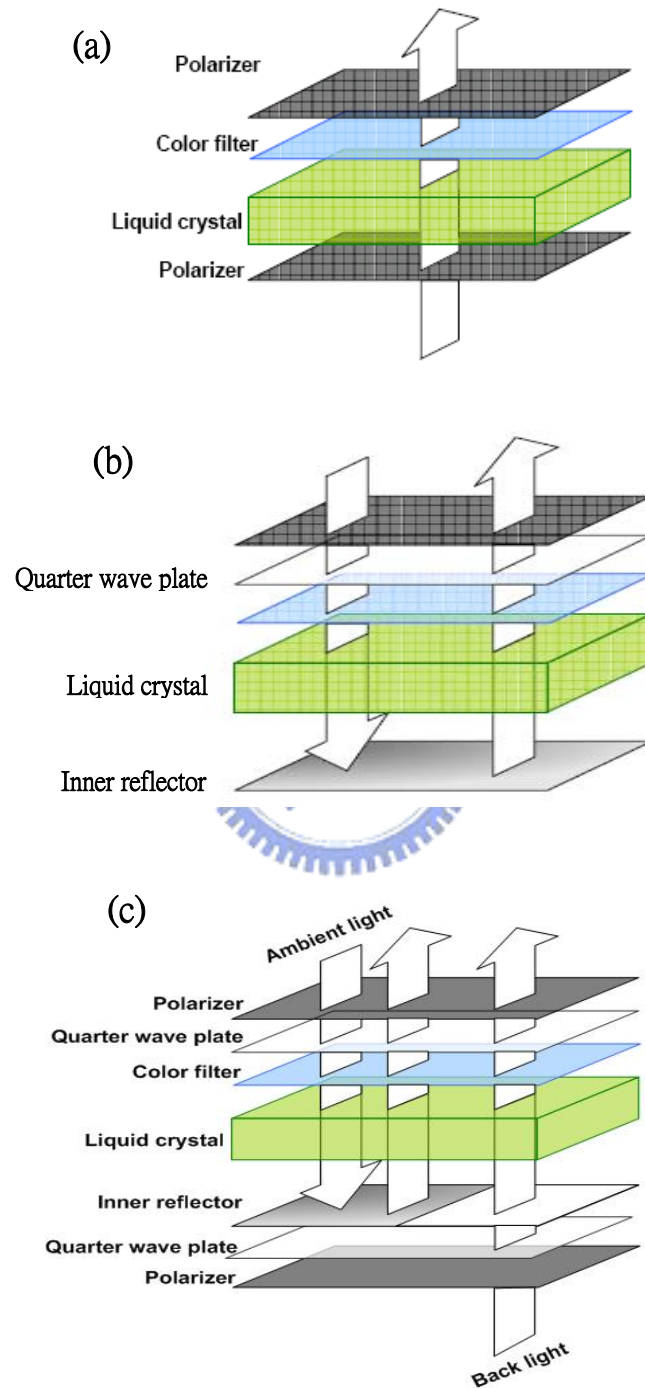 (a)
Polarizer
Color filter
Liquid crystal
Polarizer
(b)
Quarter wave plate
Liquid crystal
Inner reflector
(c)
Ambient light
Polarizer
Quarter wave plate
Color filter
Liquid crystal
Inner reflector
Quarter wave plate
Polarizer
Back light